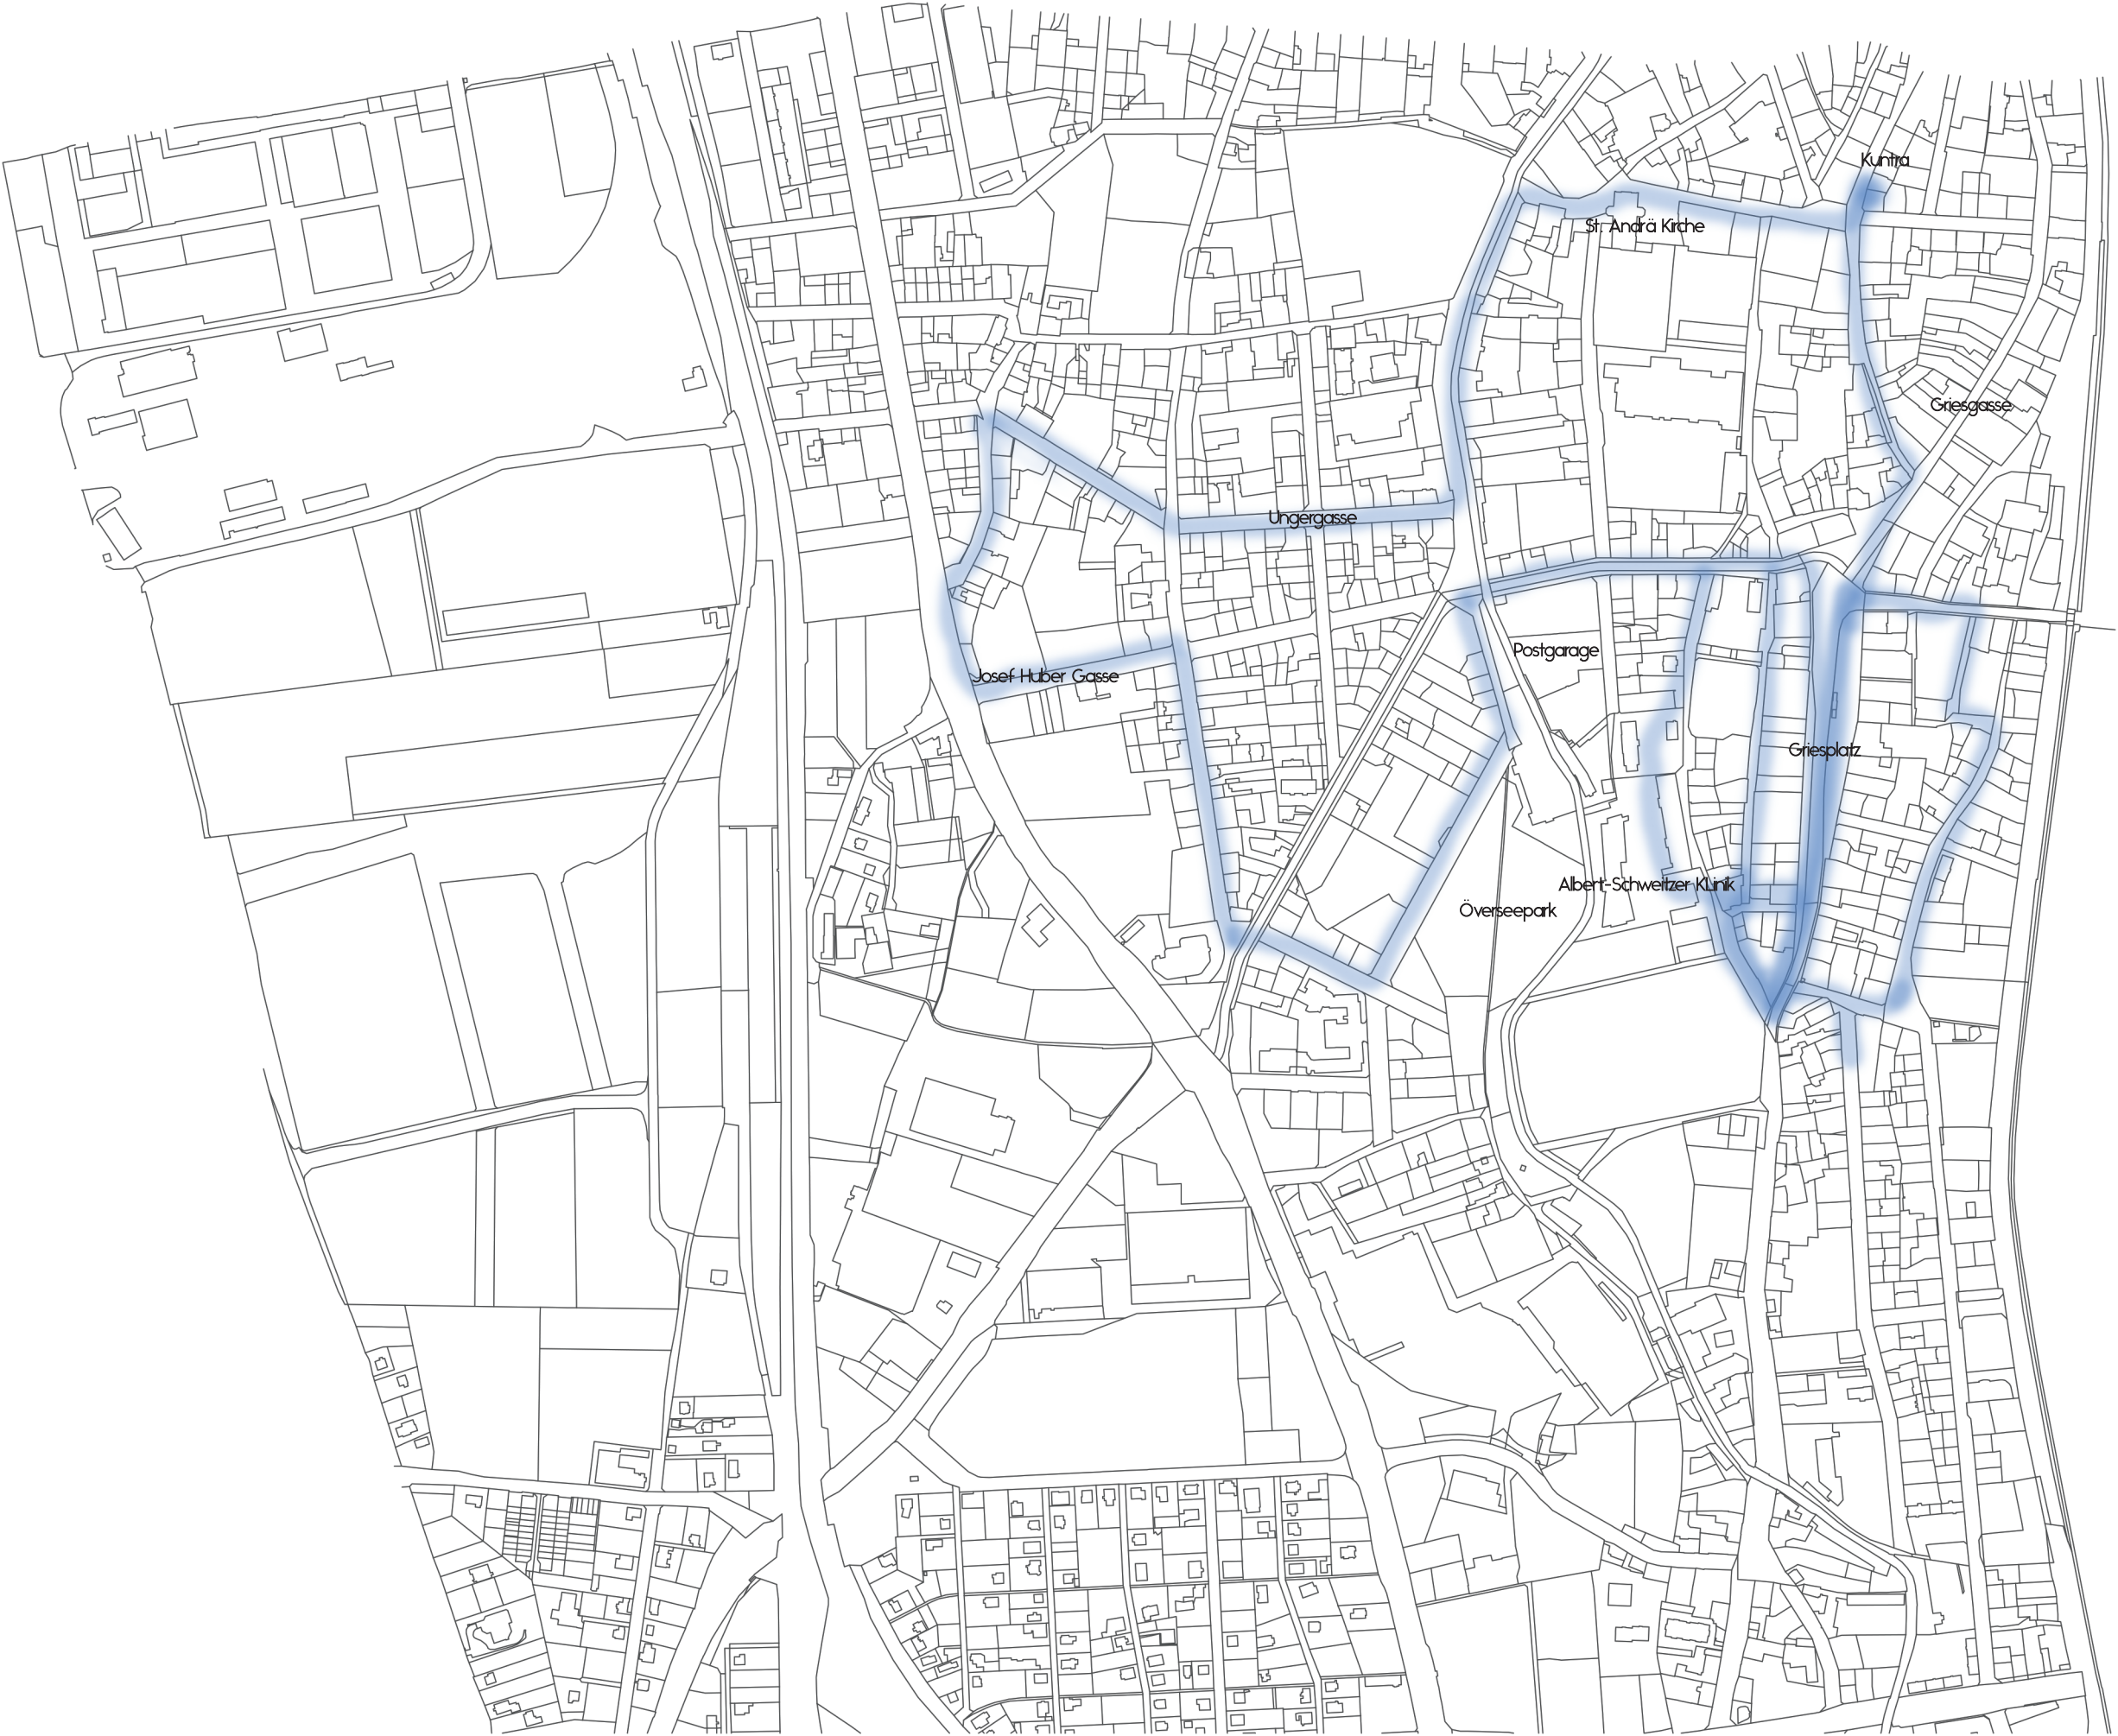 Kuntra
St. Andrä Kirche
Griesgasse
Ungergasse
Postgarage
Josef Huber Gasse
Griesplatz
Albert-Schweitzer KLinik
Överseepark